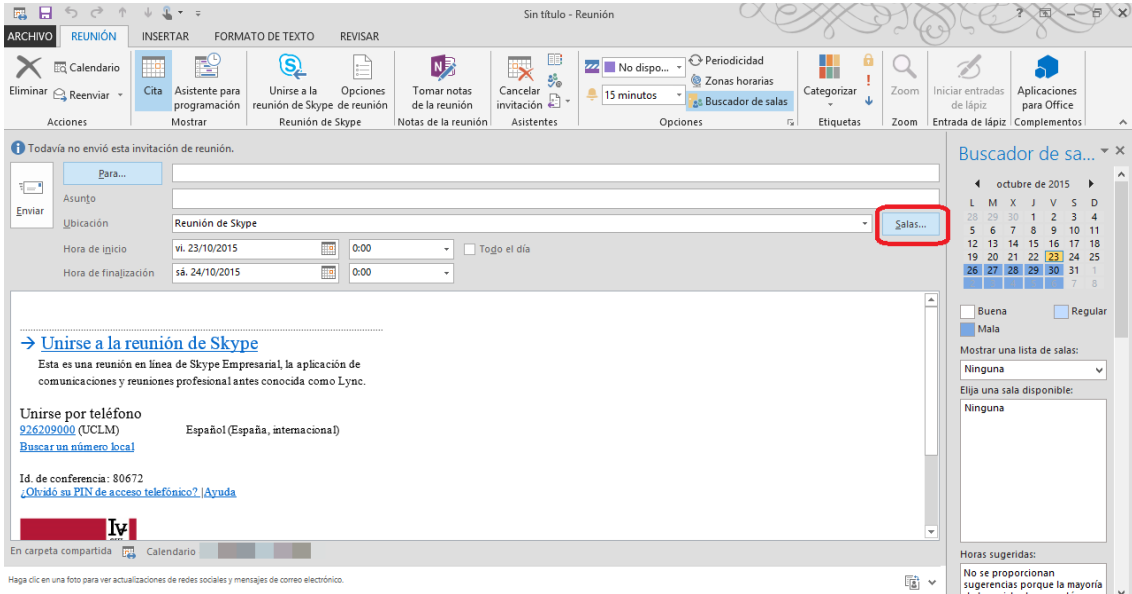 Sin título - Reunión
ARCHIVO REUNIÓN INSERTAR FORMATO DE TEXTO REVISAR
Eliminar
Calendario
Reenviar
Acciones
Cita
Asistente para
programación
Mostrar
Unirse a la
reunión de Skype
Opciones
de reunión
Reunión de Skype
Tomar notas
de la reunión
Notas de la reunión
Cancelar
invitación
Asistentes
No dispo...
15 minutos
Periodicidad
Zonas horarias
Buscador de salas
Opciones
Categorizar
Etiquetas
Zoom
Zoom
Iniciar entradas
de lápiz
Entrada de lápiz
Aplicaciones
para Office
Complementos
Todavía no envió esta invitación de reunión.
Enviar
Para...
Asunto
Ubicación Reunión de Skype Salas...
Hora de inicio vi. 23/10/2015 0:00 Todo el día
Hora de finalización sá. 24/10/2015 0:00
→ Unirse a la reunión de Skype
Esta es una reunión en línea de Skype Empresarial, la aplicación de
comunicaciones y reuniones profesional antes conocida como Lync.
Unirse por teléfono
926209000 (UCLM) Español (España, internacional)
Buscar un número local
Id. de conferencia: 80672
¿Olvidó su PIN de acceso telefónico? |Ayuda
En carpeta compartida Calendario
Haga clic en una foto para ver actualizaciones de redes sociales y mensajes de correo electrónico.
Buscador de sa...
octubre de 2015
L M X J V S D
28 29 30 1 2 3 4
5 6 7 8 9 10 11
12 13 14 15 16 17 18
19 20 21 22 23 24 25
26 27 28 29 30 31 1
7 8
Buena Regular
Mala
Mostrar una lista de salas:
Ninguna
Elija una sala disponible:
Ninguna
Horas sugeridas:
No se proporcionan
sugerencias porque la mayoría